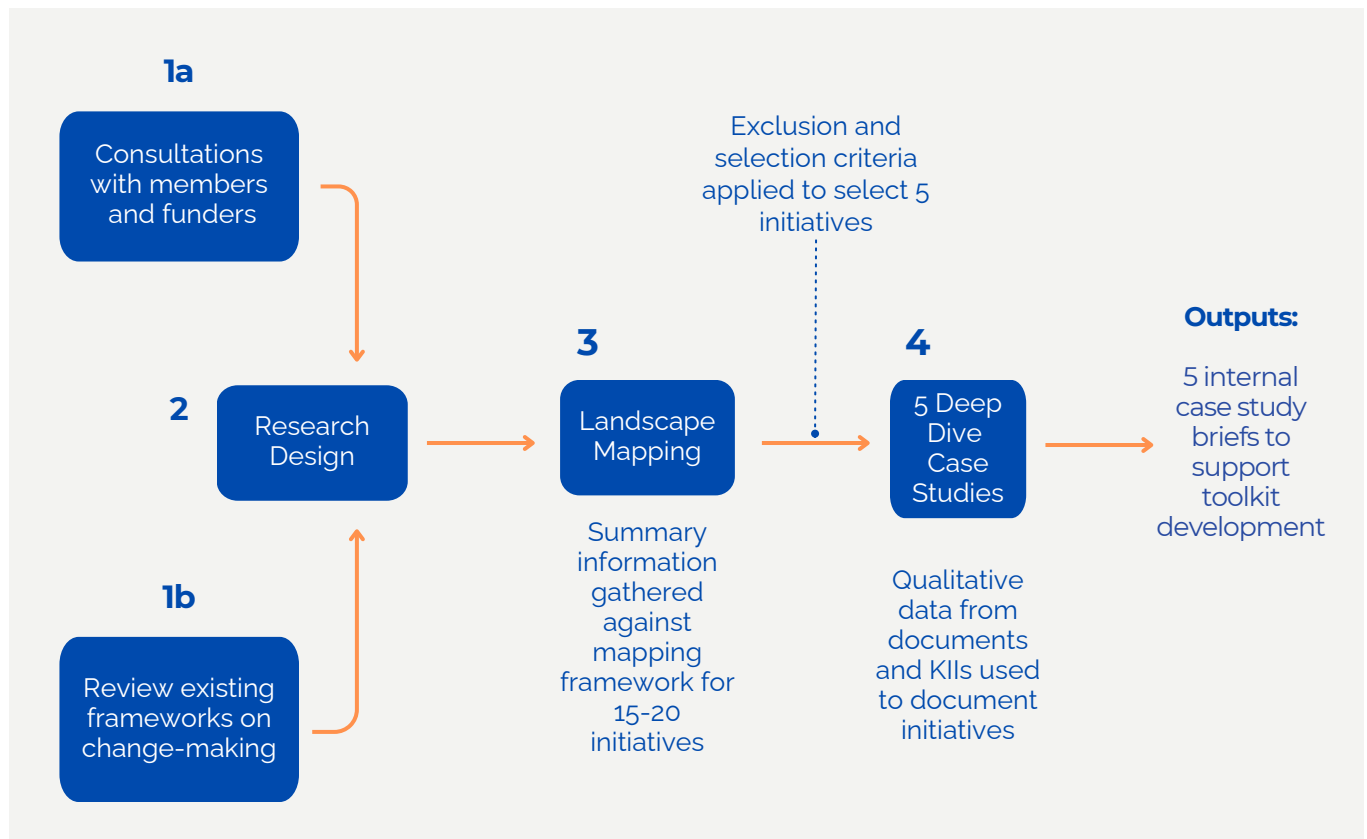 1a
Consultations
with members
and funders
Exclusion and
selection criteria
applied to select 5
initiatives
2
Research
Design
3
Landscape
Mapping
Summary
information
gathered
against
mapping
framework for
15-20
initiatives
4
5 Deep
Dive
Case
Studies
Qualitative
data from
documents
and KIIs used
to document
initiatives
Outputs:
5 internal
case study
briefs to
support
toolkit
development
1b
Review existing
frameworks on
change-making